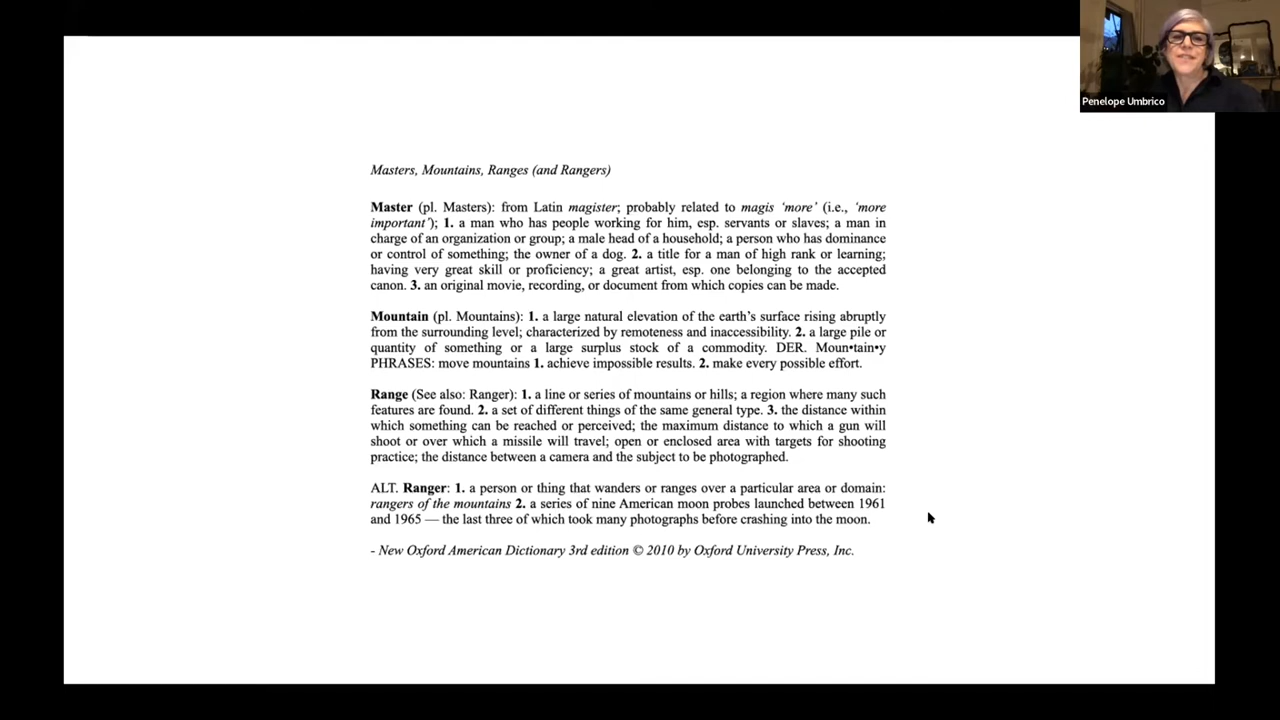 Penelope Umbrico
Masters, Mountains, Ranges (and Rangers)
Master (pl. Masters): from Latin magister; probably related to magis ‘more’ (i.e., ‘more
important’); 1. a man who has people working for him, esp. servants or slaves; a man in
charge of an organization or group; a male head of a household; a person who has dominance
or control of something; the owner of a dog. 2. a title for a man of high rank or learning;
having very great skill or proficiency; a great artist, esp. one belonging to the accepted
canon. 3. an original movie, recording, or document from which copies can be made.
Mountain (pl. Mountains): 1. a large natural elevation of the earth’s surface rising abruptly
from the surrounding level; characterized by remoteness and inaccessibility. 2. a large pile or
quantity of something or a large surplus stock of a commodity. DER. Moun•tain•y
PHRASES: move mountains 1. achieve impossible results. 2. make every possible effort.
Range (See also: Ranger): 1. a line or series of mountains or hills; a region where many such
features are found. 2. a set of different things of the same general type. 3. the distance within
which something can be reached or perceived; the maximum distance to which a gun will
shoot or over which a missile will travel; open or enclosed area with targets for shooting
practice; the distance between a camera and the subject to be photographed.
ALT. Ranger: 1. a person or thing that wanders or ranges over a particular area or domain:
rangers of the mountains 2. a series of nine American moon probes launched between 1961
and 1965 — the last three of which took many photographs before crashing into the moon.
- New Oxford American Dictionary 3rd edition © 2010 by Oxford University Press, Inc.